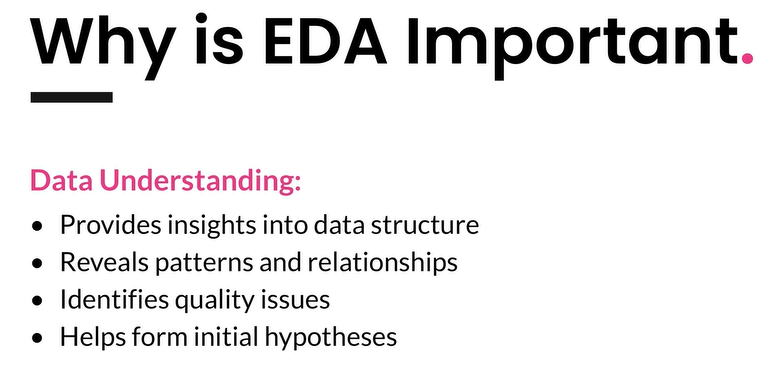 Why is EDA Important.
Data Understanding:
• Provides insights into data structure
• Reveals patterns and relationships
• Identifies quality issues
• Helps form initial hypotheses